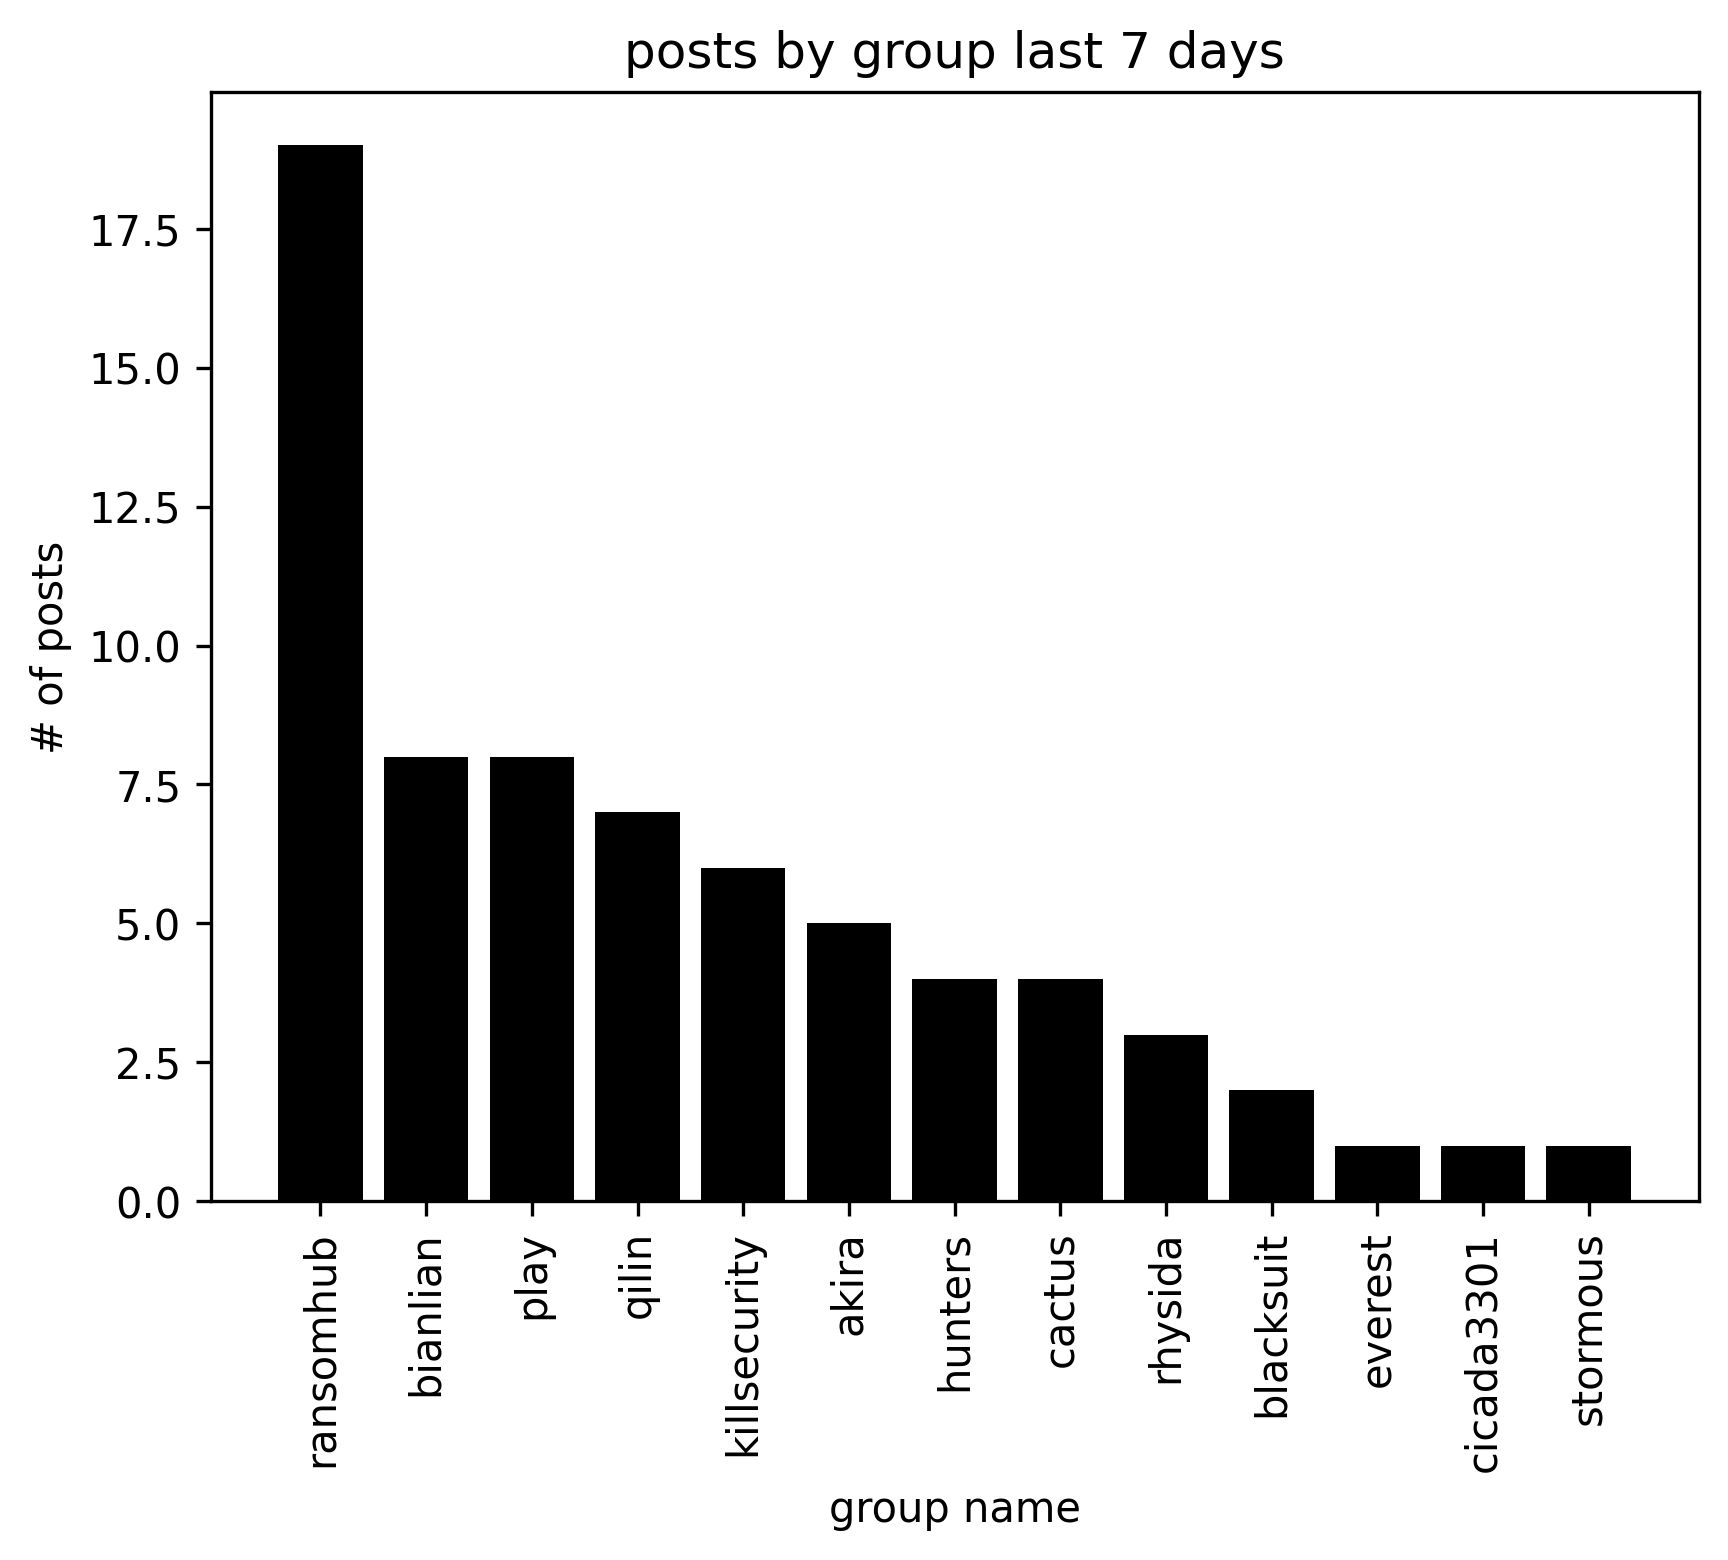 posts by group last 7 days
# of posts
17.5
15.0
12.5
10.0
7.5
5.0
2.5
0.0
ransomhub
bianlian
play
qilin
killsecurity
akira
hunters
cactus
rhysida
blacksuit
everest
cicada3301
stormous
group name